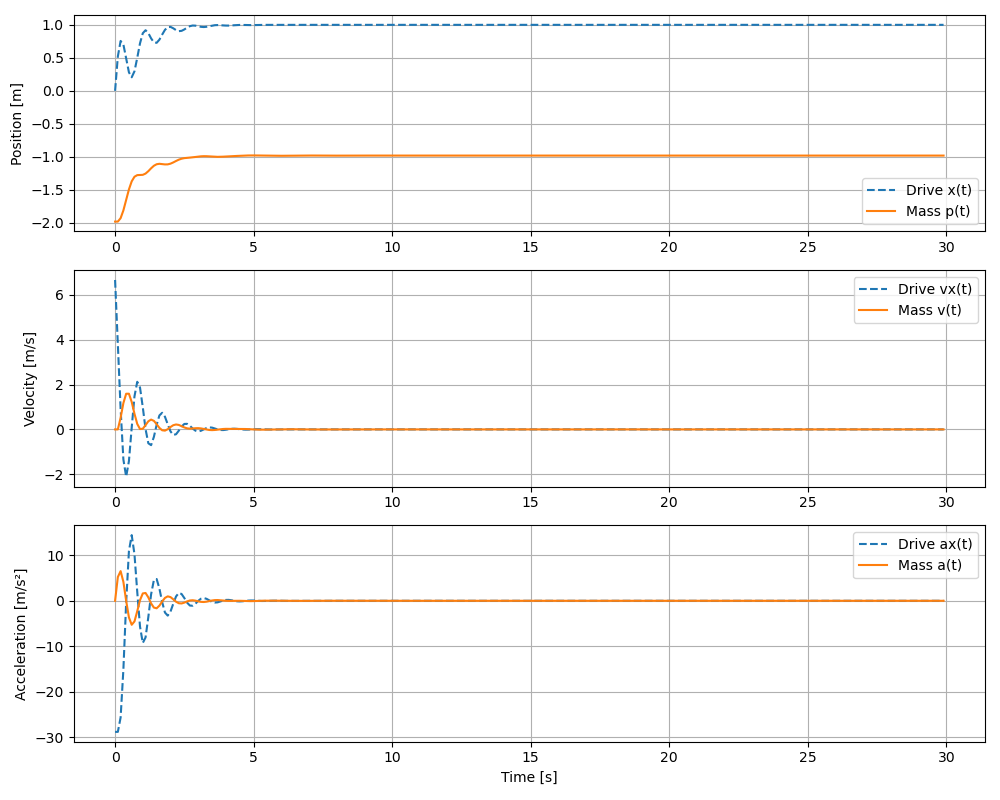 Position [m]
1.0
0.5
0.0
−0.5
−1.0
−1.5
−2.0
Drive x(t)
Mass p(t)
0 5 10 15 20 25 30
Velocity [m/s]
6
4
2
0
−2
Drive vx(t)
Mass v(t)
0 5 10 15 20 25 30
Acceleration [m/s²]
10
0
−10
−20
−30
Drive ax(t)
Mass a(t)
0 5 10 15 20 25 30
Time [s]